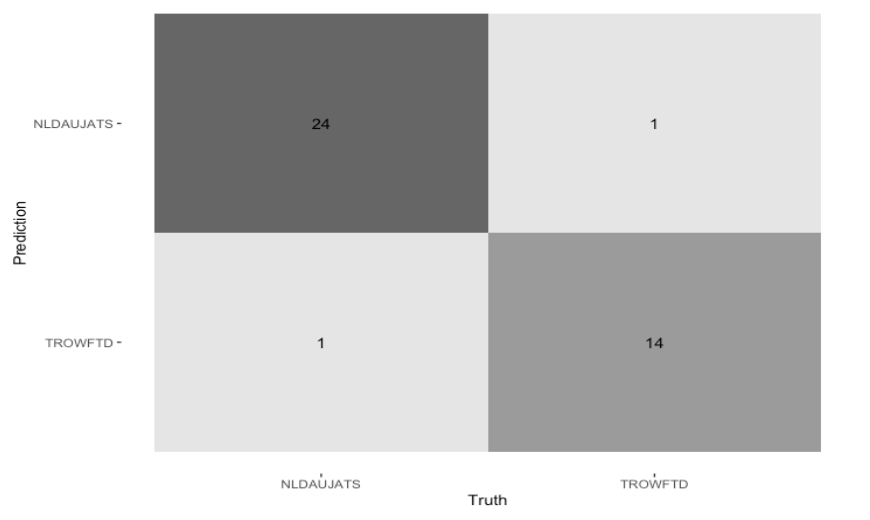 NLDAUJATS
24
1
Prediction
TROWFTD
1
14
NLDAUJATS
TROWFTD
Truth